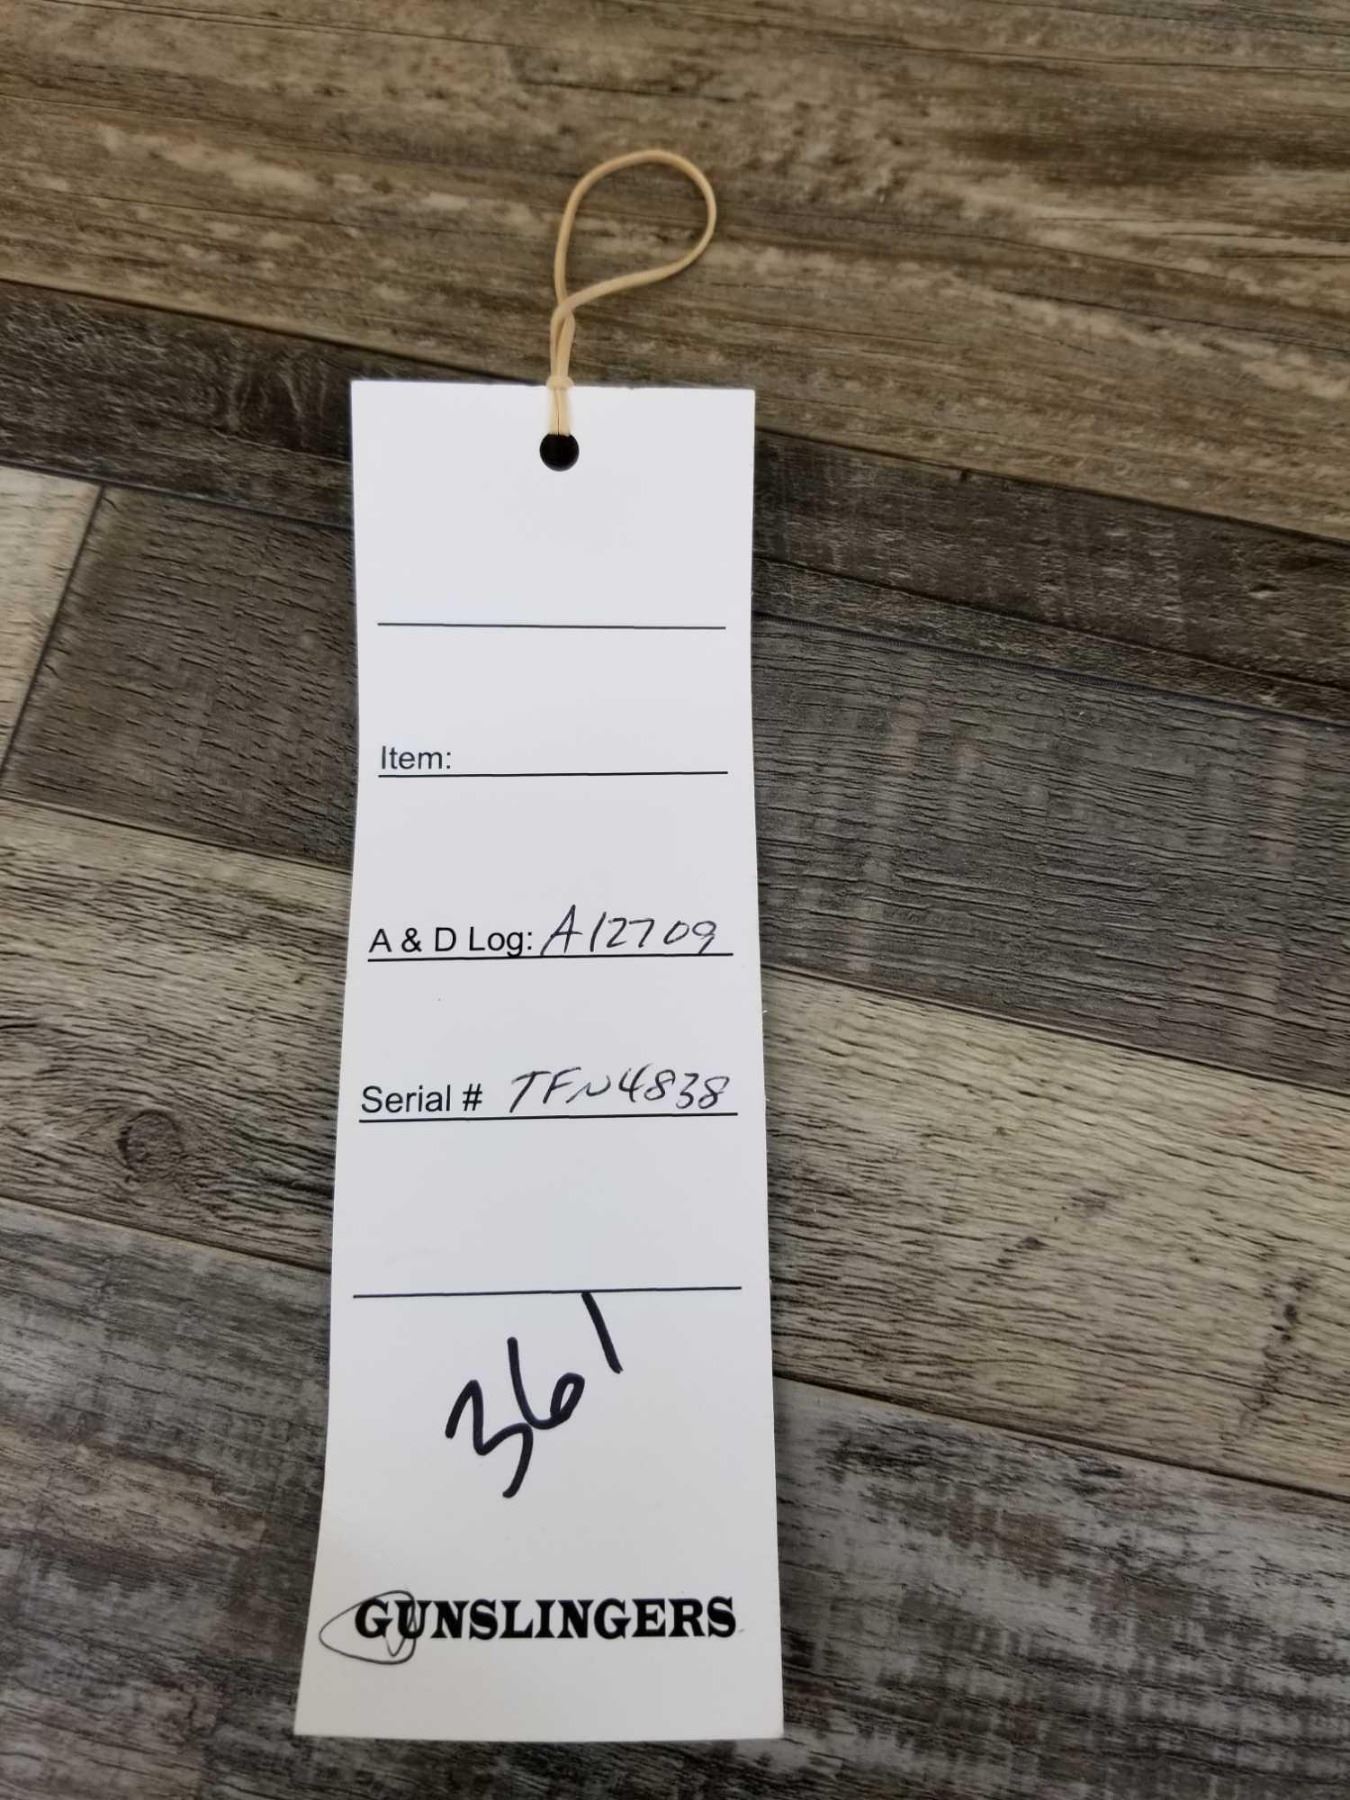 Item:
A & D Log: A12709
Serial # TFN4838
361
GUNSLINGERS